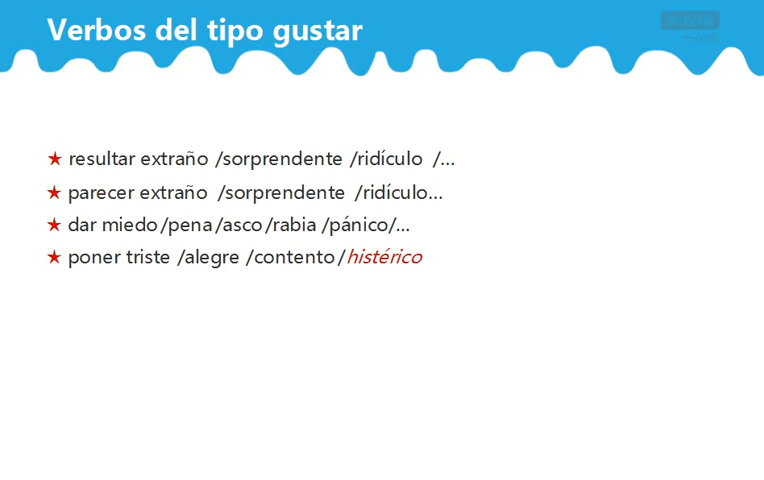 Verbos del tipo gustar
★ resultar extraño /sorprendente /ridículo /...
★ parecer extraño /sorprendente /ridículo...
★ dar miedo/pena/asco/rabia /pánico/...
★ poner triste /alegre /contento/histérico